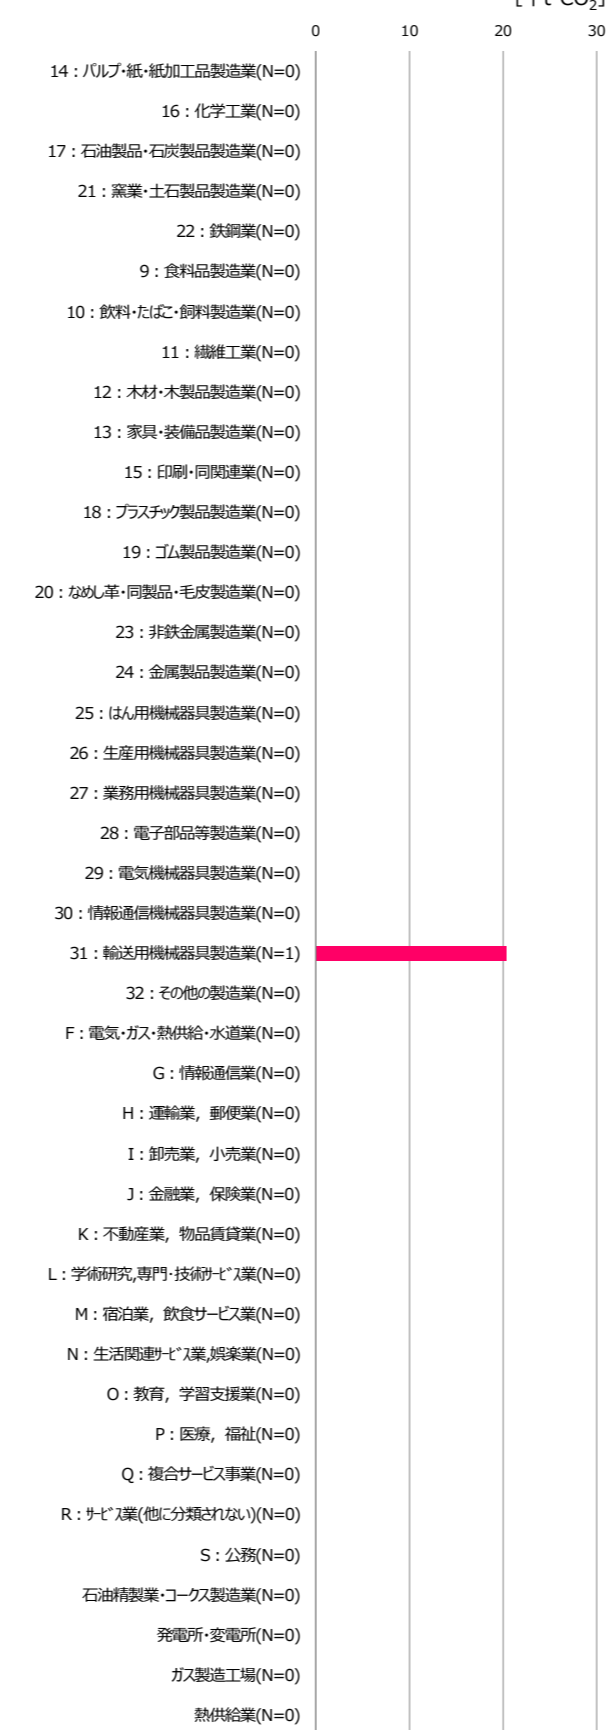 [千t-CO2]
0 10 20 30
14：パルプ・紙・紙加工品製造業(N=0)
16：化学工業(N=0)
17：石油製品・石炭製品製造業(N=0)
21：窯業・土石製品製造業(N=0)
22：鉄鋼業(N=0)
9：食料品製造業(N=0)
10：飲料・たばこ・飼料製造業(N=0)
11：繊維工業(N=0)
12：木材・木製品製造業(N=0)
13：家具・装備品製造業(N=0)
15：印刷・同関連業(N=0)
18：プラスチック製品製造業(N=0)
19：ゴム製品製造業(N=0)
20：なめし革・同製品・毛皮製造業(N=0)
23：非鉄金属製造業(N=0)
24：金属製品製造業(N=0)
25：はん用機械器具製造業(N=0)
26：生産用機械器具製造業(N=0)
27：業務用機械器具製造業(N=0)
28：電子部品等製造業(N=0)
29：電気機械器具製造業(N=0)
30：情報通信機械器具製造業(N=0)
31：輸送用機械器具製造業(N=1)
32：その他の製造業(N=0)
F：電気・ガス・熱供給・水道業(N=0)
G：情報通信業(N=0)
H：運輸業，郵便業(N=0)
I：卸売業，小売業(N=0)
J：金融業，保険業(N=0)
K：不動産業，物品賃貸業(N=0)
L：学術研究,専門・技術ｻｰﾋﾞｽ業(N=0)
M：宿泊業，飲食サービス業(N=0)
N：生活関連ｻｰﾋﾞｽ業,娯楽業(N=0)
O：教育，学習支援業(N=0)
P：医療，福祉(N=0)
Q：複合サービス事業(N=0)
R：ｻｰﾋﾞｽ業(他に分類されない)(N=0)
S：公務(N=0)
石油精製業・コークス製造業(N=0)
発電所・変電所(N=0)
ガス製造工場(N=0)
熱供給業(N=0)